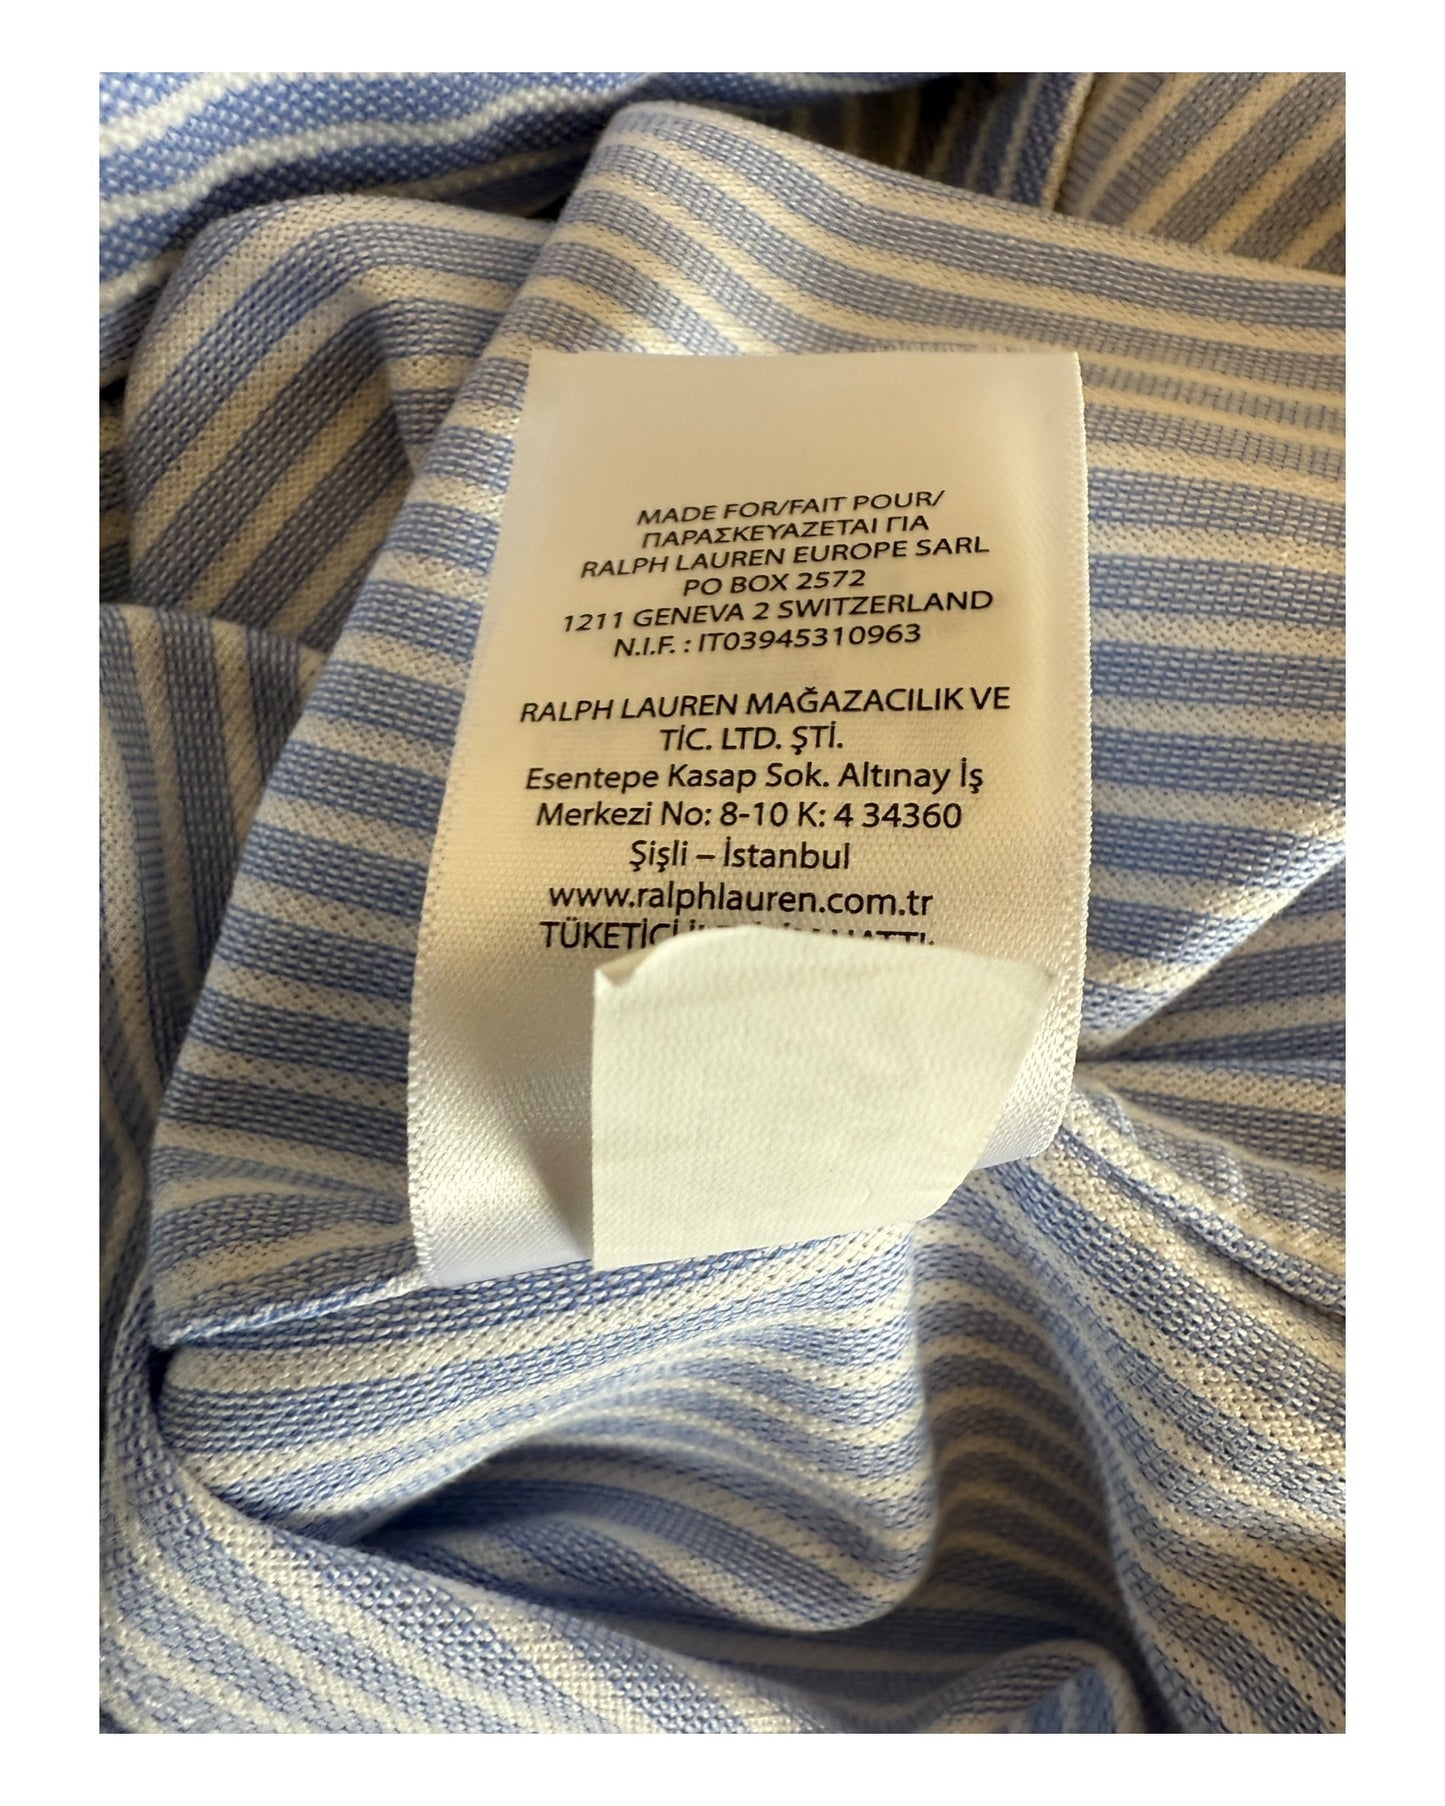 MADE FOR/FAIT POUR/
ΠΑΡΑΣΚΕΥΑΖΕΤΑΙ ΓΙΑ
RALPH LAUREN EUROPE SARL
PO BOX 2572
1211 GENEVA 2 SWITZERLAND
N.I.F. : IT03945310963
RALPH LAUREN MAĞAZACILIK VE
TİC. LTD. ŞTİ.
Esentepe Kasap Sok. Altınay İş
Merkezi No: 8-10 K: 4 34360
Şişli – İstanbul
www.ralphlauren.com.tr
TÜKETİCİ